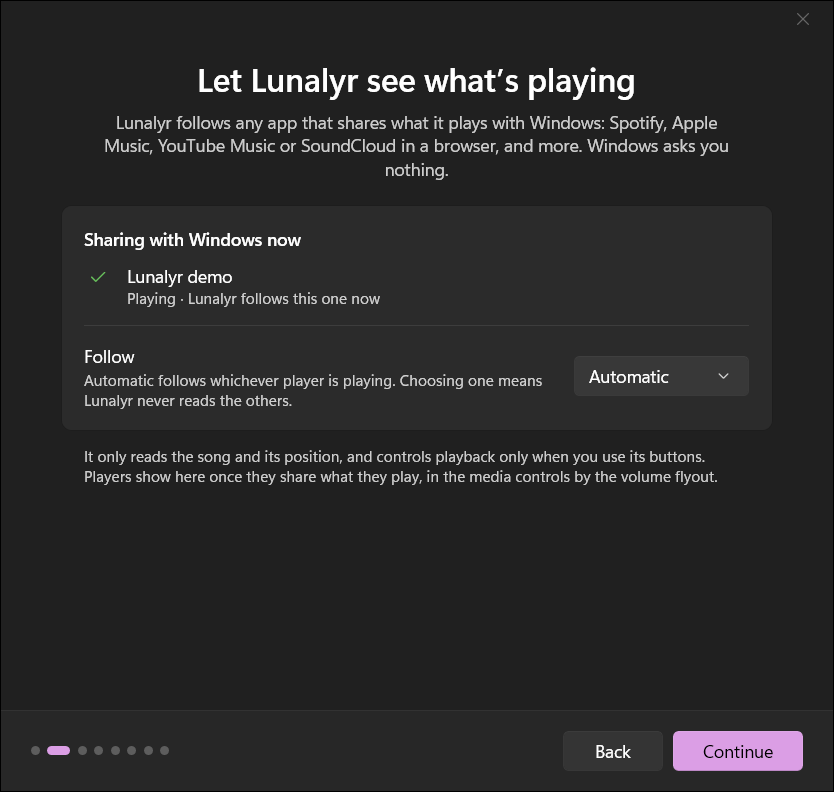 Let Lunalyr see what's playing
Lunalyr follows any app that shares what it plays with Windows: Spotify, Apple
Music, YouTube Music or SoundCloud in a browser, and more. Windows asks you
nothing.
Sharing with Windows now
Lunalyr demo
Playing · Lunalyr follows this one now
Follow
Automatic follows whichever player is playing. Choosing one means
Lunalyr never reads the others.
Automatic
It only reads the song and its position, and controls playback only when you use its buttons.
Players show here once they share what they play, in the media controls by the volume flyout.
Back
Continue